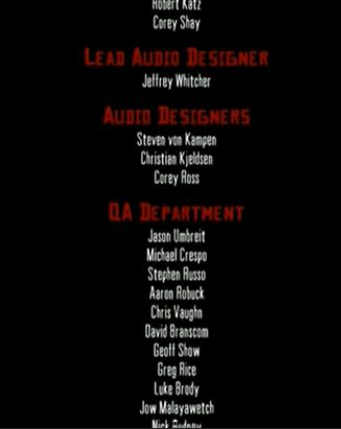 Robert Katz
Corey Shay
LEAD AUDIO DESIGNER
Jeffrey Whitcher
AUDIO DESIGNERS
Steven von Kampen
Christian Kjeldsen
Corey Ross
QA DEPARTMENT
Jason Umbreit
Michael Crespo
Stephen Russo
Aaron Robuck
Chris Vaughn
David Branscom
Geoff Show
Greg Rice
Luke Brody
Jow Malayawetch
Nick